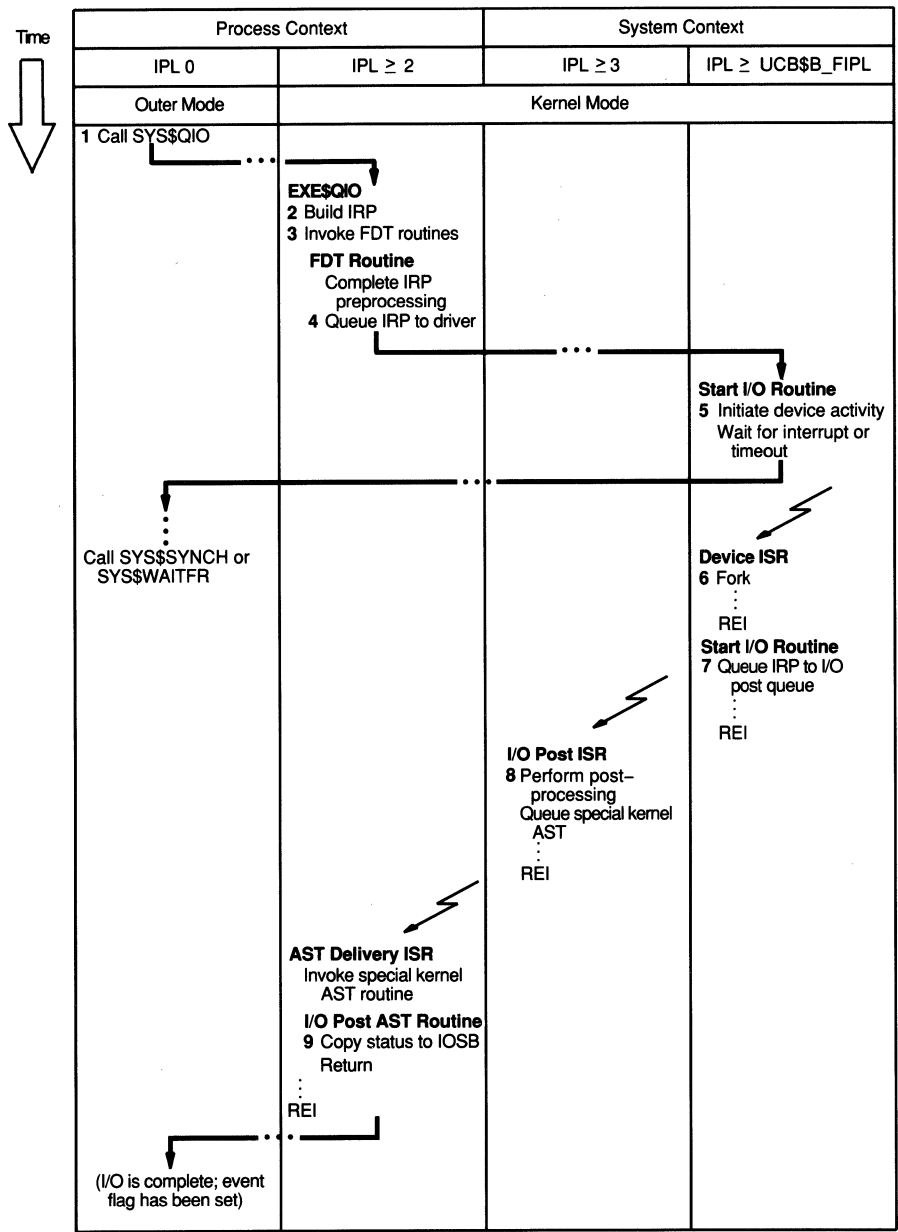 Time
Process Context
System Context
IPL 0
IPL ≥ 2
IPL ≥ 3
IPL ≥ UCB$B_FIPL
Outer Mode
Kernel Mode
1 Call SYS$QIO
EXE$QIO
2 Build IRP
3 Invoke FDT routines
FDT Routine
Complete IRP
preprocessing
4 Queue IRP to driver
Start I/O Routine
5 Initiate device activity
Wait for interrupt or
timeout
Call SYS$SYNCH or
SYS$WAITFR
Device ISR
6 Fork
REI
Start I/O Routine
7 Queue IRP to I/O
post queue
REI
I/O Post ISR
8 Perform post–
processing
Queue special kernel
AST
REI
AST Delivery ISR
Invoke special kernel
AST routine
I/O Post AST Routine
9 Copy status to IOSB
Return
REI
(I/O is complete; event
flag has been set)